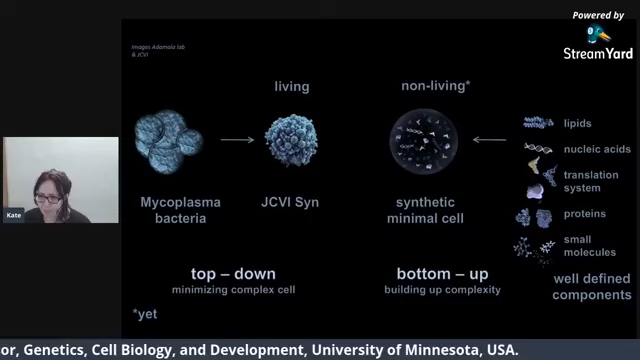 Powered by
StreamYard
Images Adamala lab
& JCVI
living
non-living*
lipids
nucleic acids
translation
system
proteins
small
molecules
well defined
components
Mycoplasma
bacteria
JCVI Syn
synthetic
minimal cell
top – down
minimizing complex cell
bottom – up
building up complexity
*yet
Kate
or, Genetics, Cell Biology, and Development, University of Minnesota, USA.